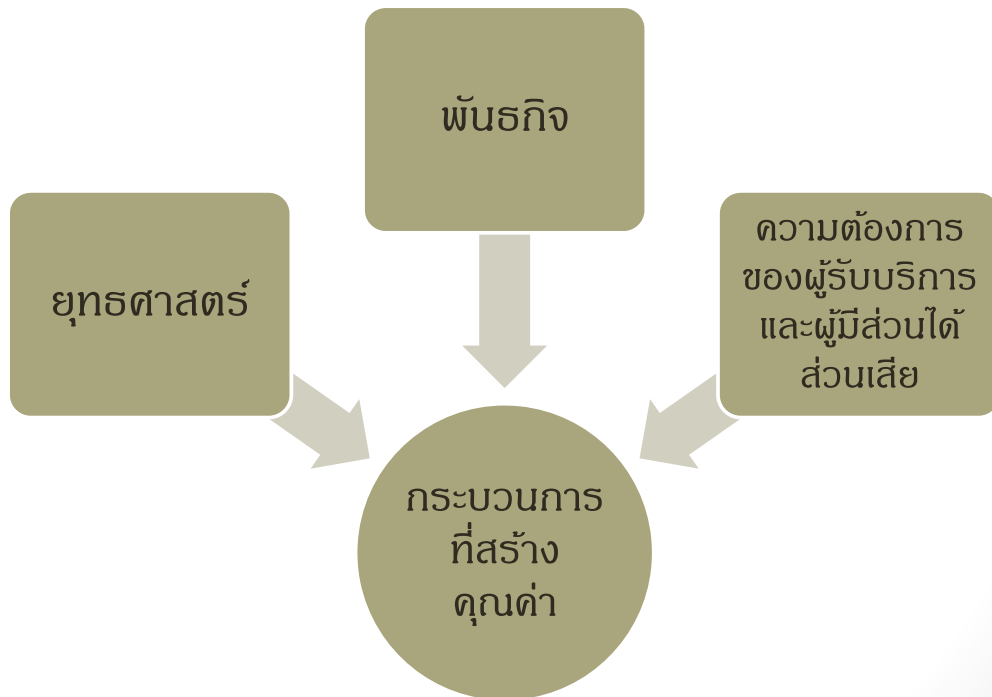 พันธกิจ
ยุทธศาสตร์
ความต้องการ
ของผู้รับบริการ
และผู้มีส่วนได้
ส่วนเสีย
กระบวนการ
ที่สร้าง
คุณค่า